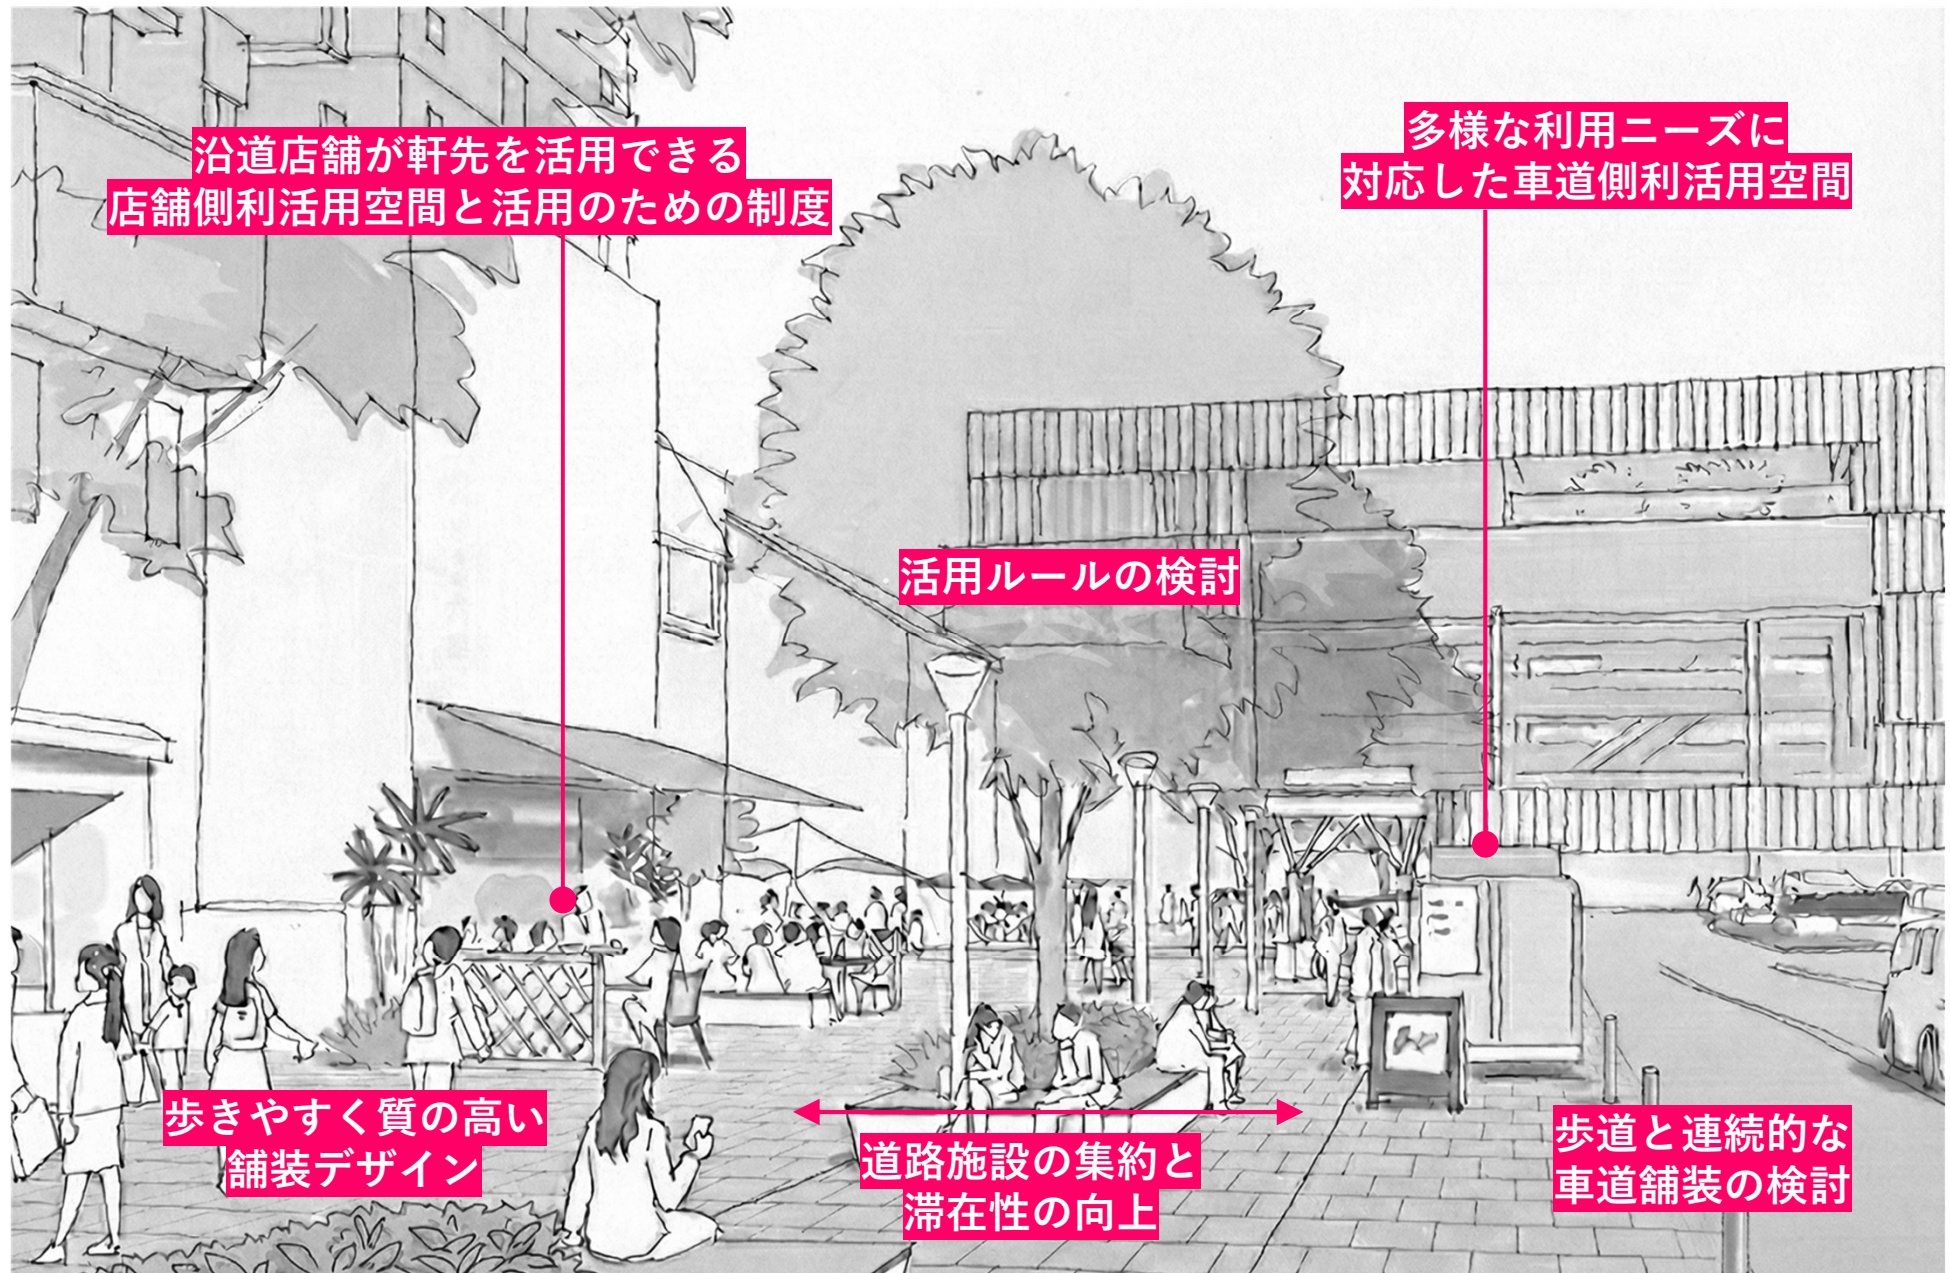 沿道店舗が軒先を活用できる
店舗側利活用空間と活用のための制度
多様な利用ニーズに
対応した車道側利活用空間
活用ルールの検討
歩きやすく質の高い
舗装デザイン
道路施設の集約と
滞在性の向上
歩道と連続的な
車道舗装の検討